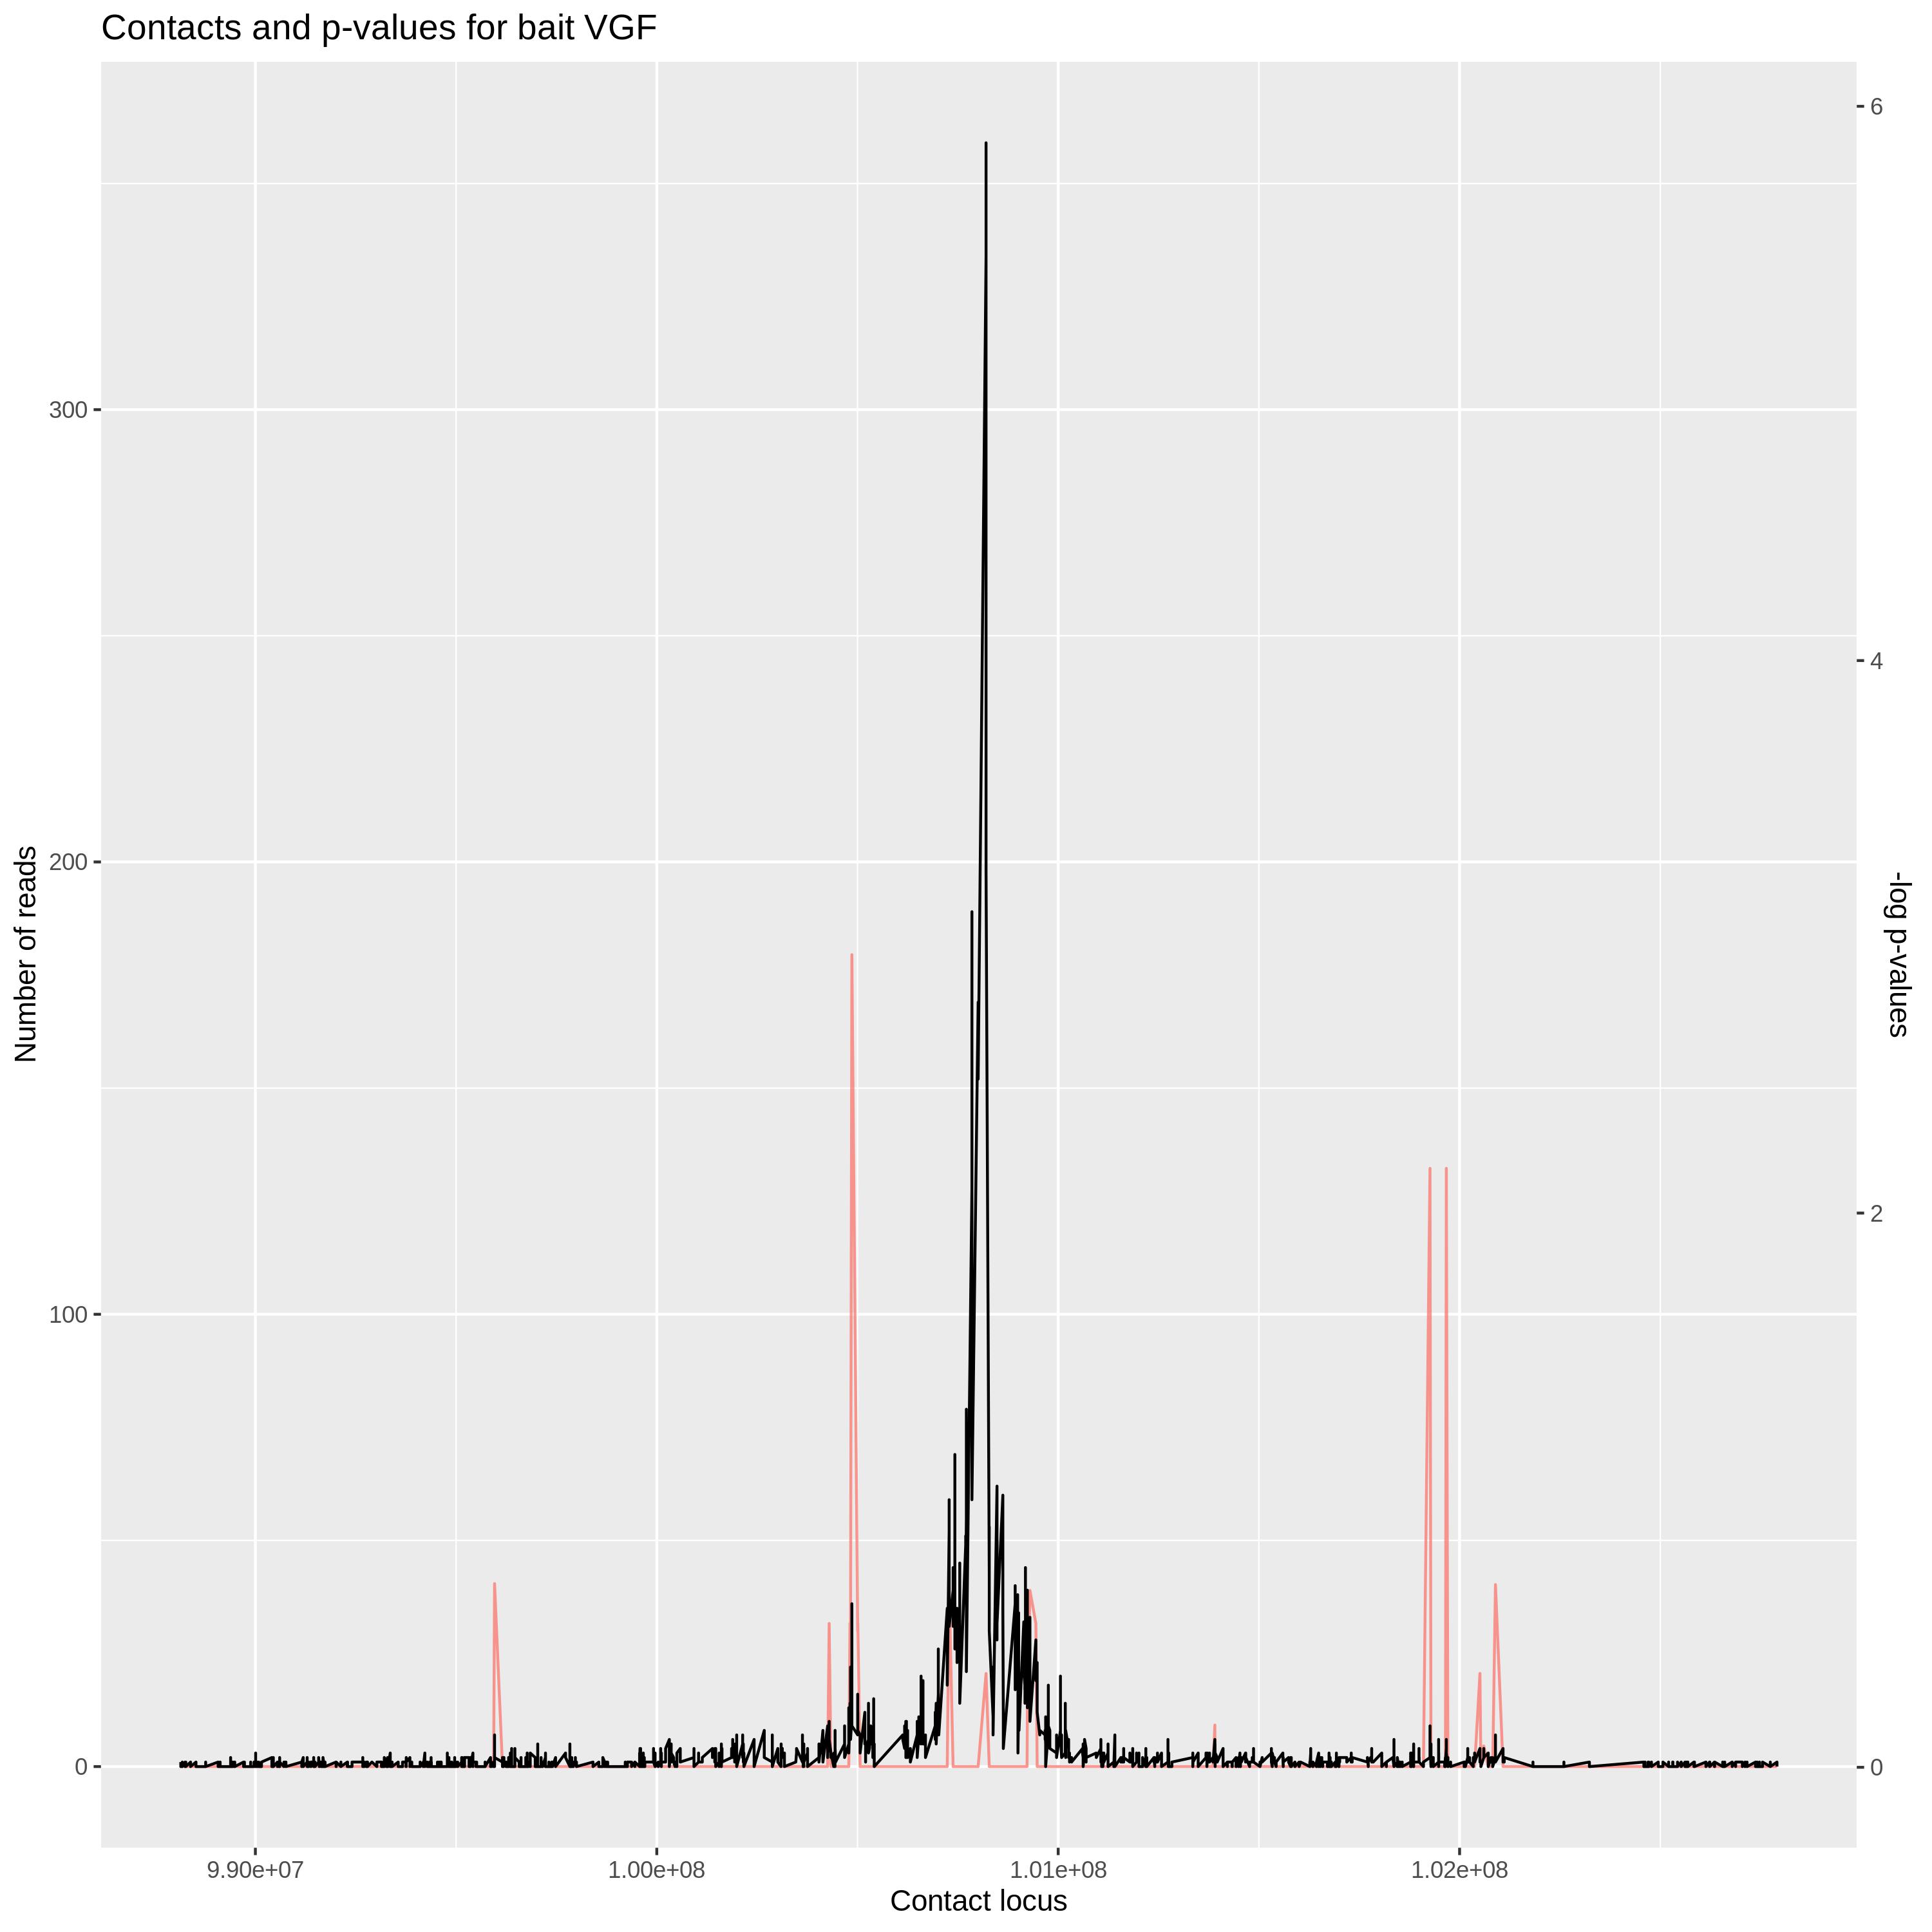 Contacts and p-values for bait VGF
6
300
4
200
Number of reads
-log p-values
2
100
0
0
9.90e+07
1.00e+08
1.01e+08
1.02e+08
Contact locus